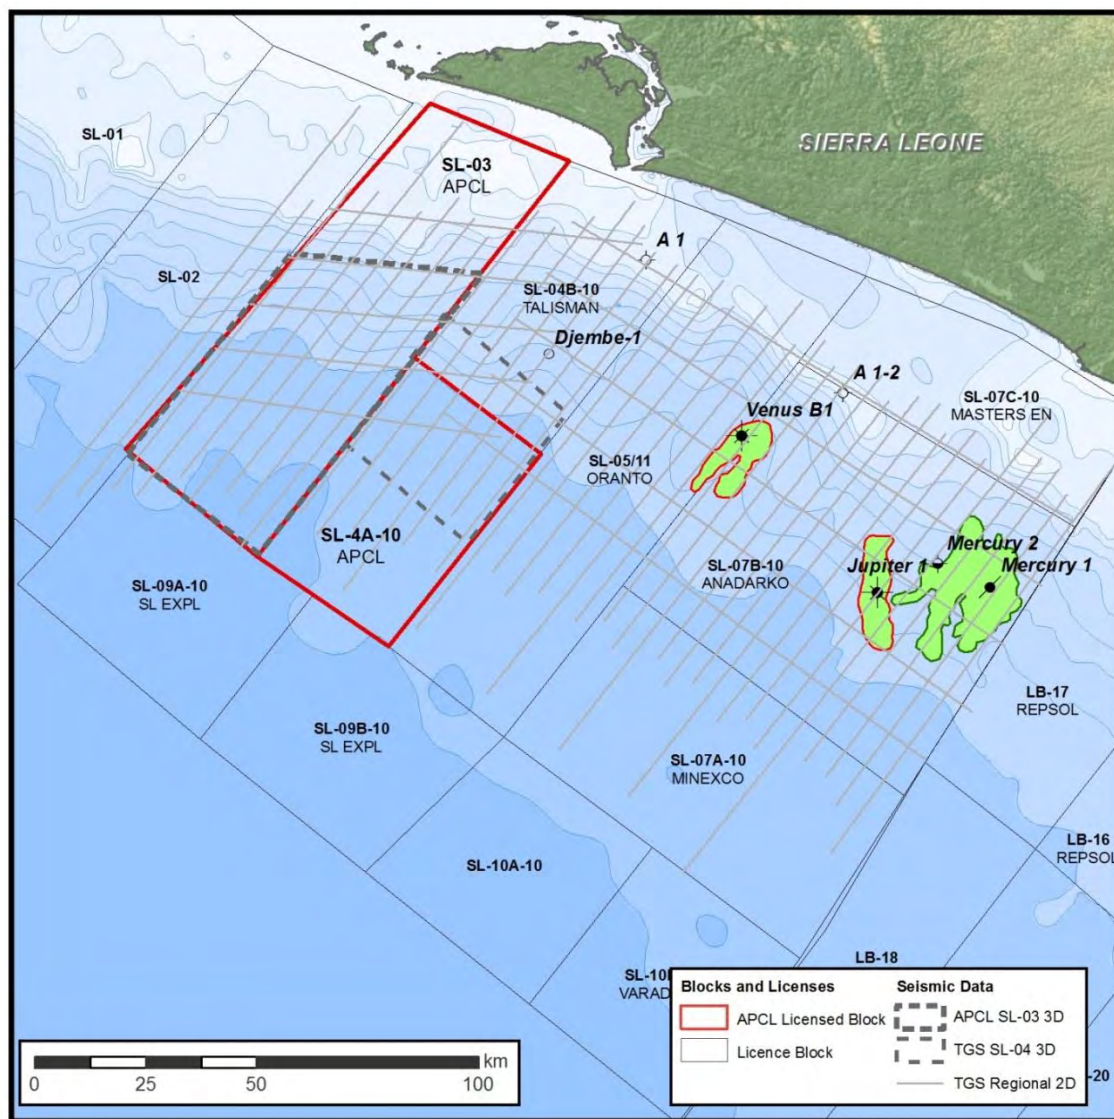 SL-01
SIERRA LEONE
SL-03
APCL
A 1
SL-02
SL-04B-10
TALISMAN
Djembe-1
A 1-2
SL-07C-10
MASTERS EN
Venus B1
SL-05/11
ORANTO
SL-4A-10
APCL
Mercury 2
Jupiter 1
Mercury 1
SL-07B-10
ANADARKO
SL-09A-10
SL EXPL
LB-17
REPSOL
SL-09B-10
SL EXPL
SL-07A-10
MINEXCO
LB-16
REPSOL
SL-10A-10
LB-18
SL-10
VARAD
Blocks and Licenses
APCL Licensed Block
Licence Block
Seismic Data
APCL SL-03 3D
TGS SL-04 3D
TGS Regional 2D
-20
km
0 25 50 100